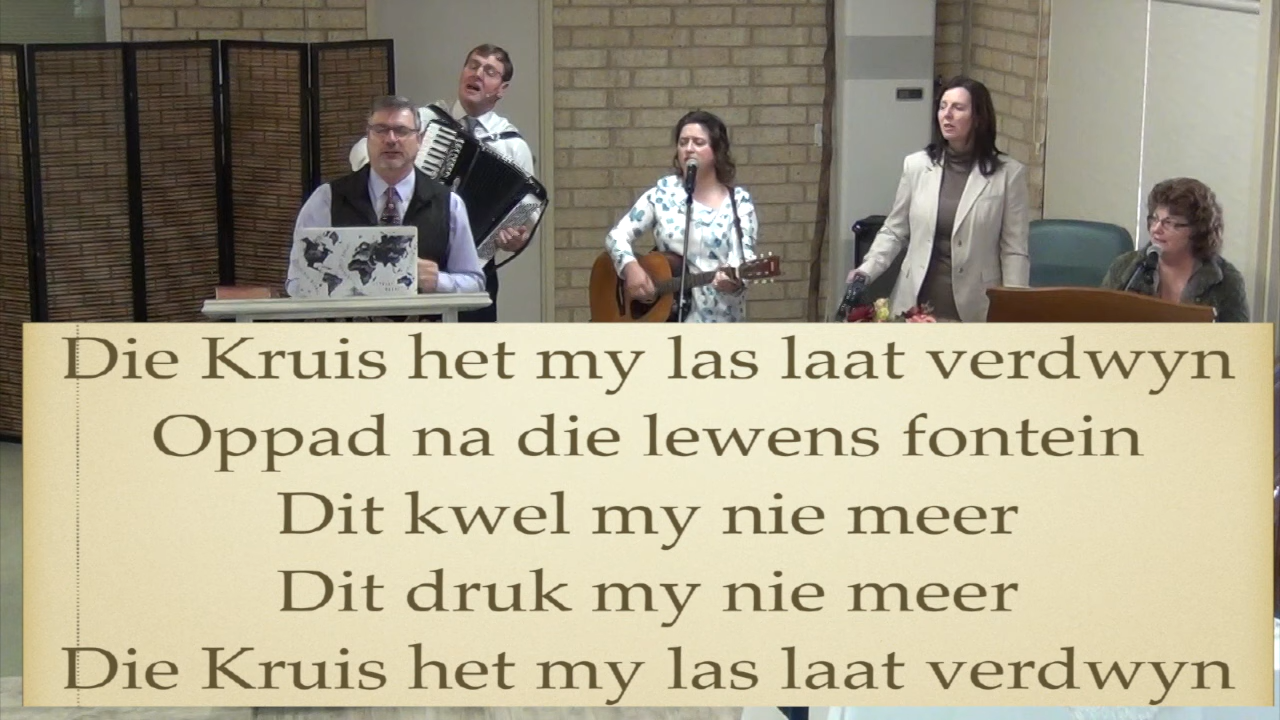 Die Kruis het my las laat verdwyn
Oppad na die lewens fontein
Dit kwel my nie meer
Dit druk my nie meer
Die Kruis het my las laat verdwyn